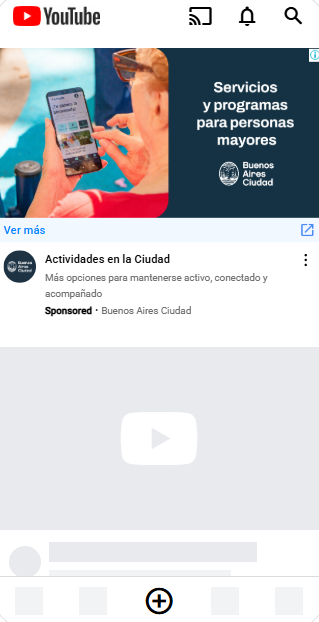 YouTube
Servicios
y programas
para personas
mayores
Buenos
Aires
Ciudad
Ver más
Actividades en la Ciudad
Más opciones para mantenerse activo, conectado y
acompañado
Sponsored · Buenos Aires Ciudad